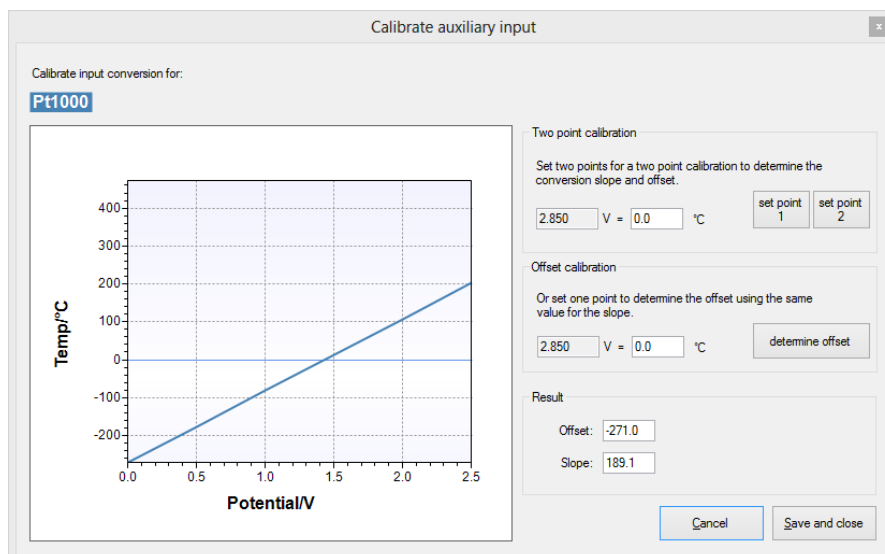 Calibrate auxiliary input
x
Calibrate input conversion for:
Pt1000
Temp/°C
400
300
200
100
0
-100
-200
0.0 0.5 1.0 1.5 2.0 2.5
Potential/V
Two point calibration
Set two points for a two point calibration to determine the
conversion slope and offset.
2.850 V = 0.0 °C
set point
1
set point
2
Offset calibration
Or set one point to determine the offset using the same
value for the slope.
2.850 V = 0.0 °C
determine offset
Result
Offset: -271.0
Slope: 189.1
Cancel
Save and close